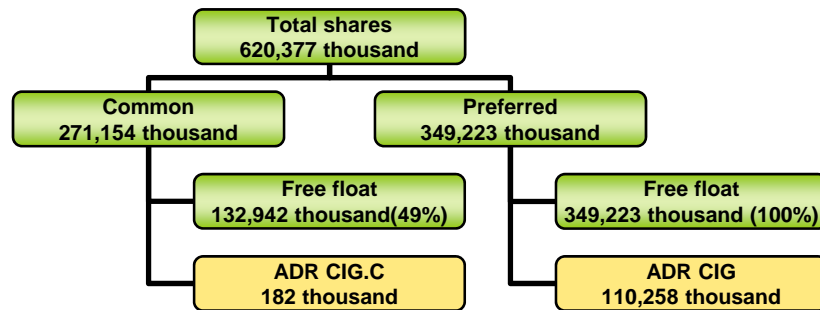 Total shares
620,377 thousand
Common
271,154 thousand
Preferred
349,223 thousand
Free float
132,942 thousand(49%)
Free float
349,223 thousand (100%)
ADR CIG.C
182 thousand
ADR CIG
110,258 thousand